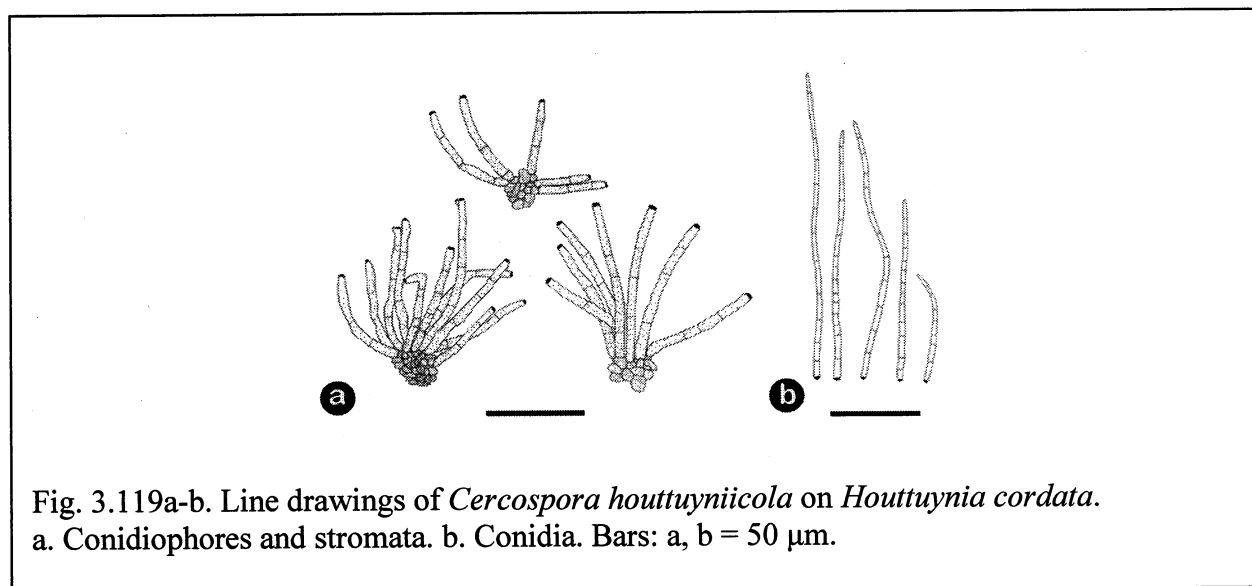 a
b
Fig. 3.119a-b. Line drawings of Cercospora houttuyniicola on Houttuynia cordata.
a. Conidiophores and stromata. b. Conidia. Bars: a, b = 50 μm.